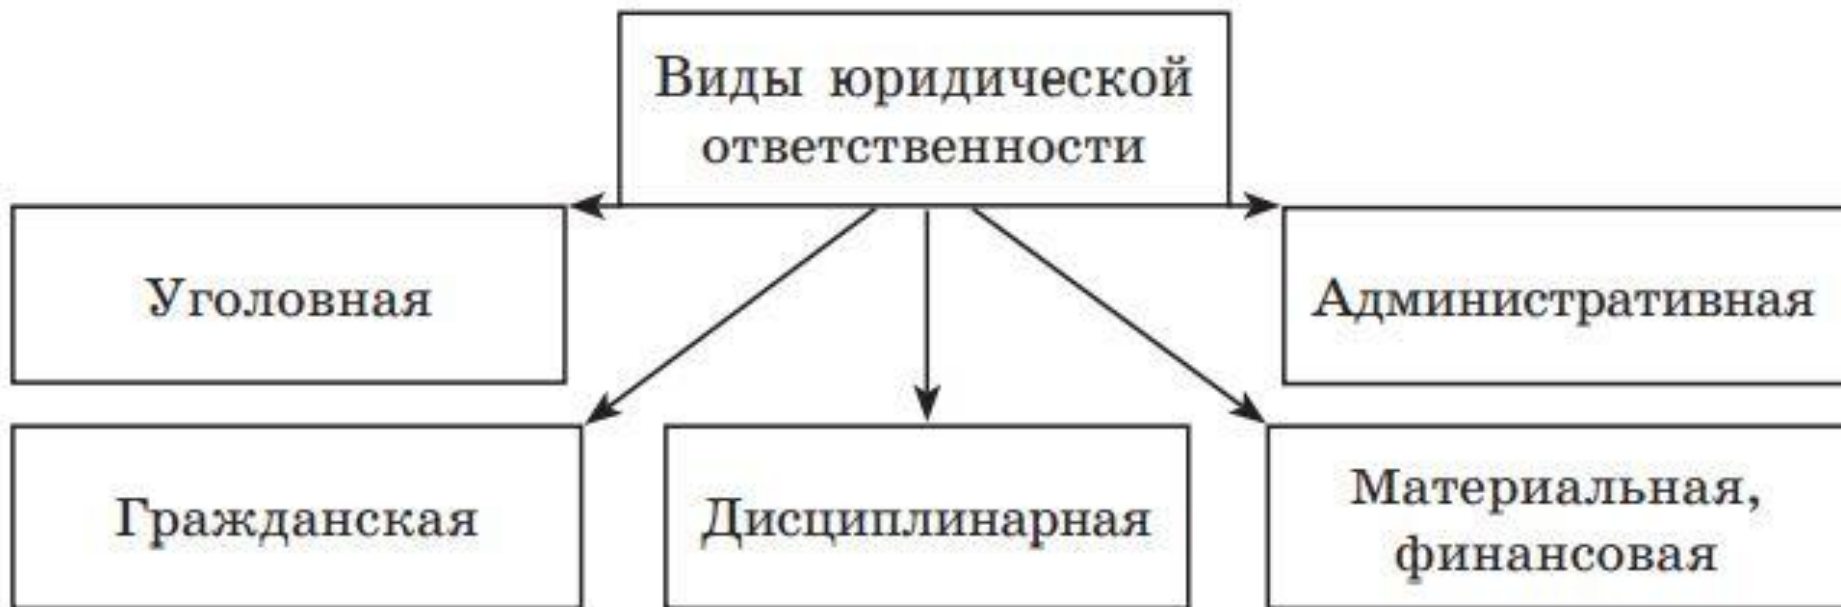 Виды юридической
ответственности
Уголовная
Административная
Гражданская
Дисциплинарная
Материальная,
финансовая